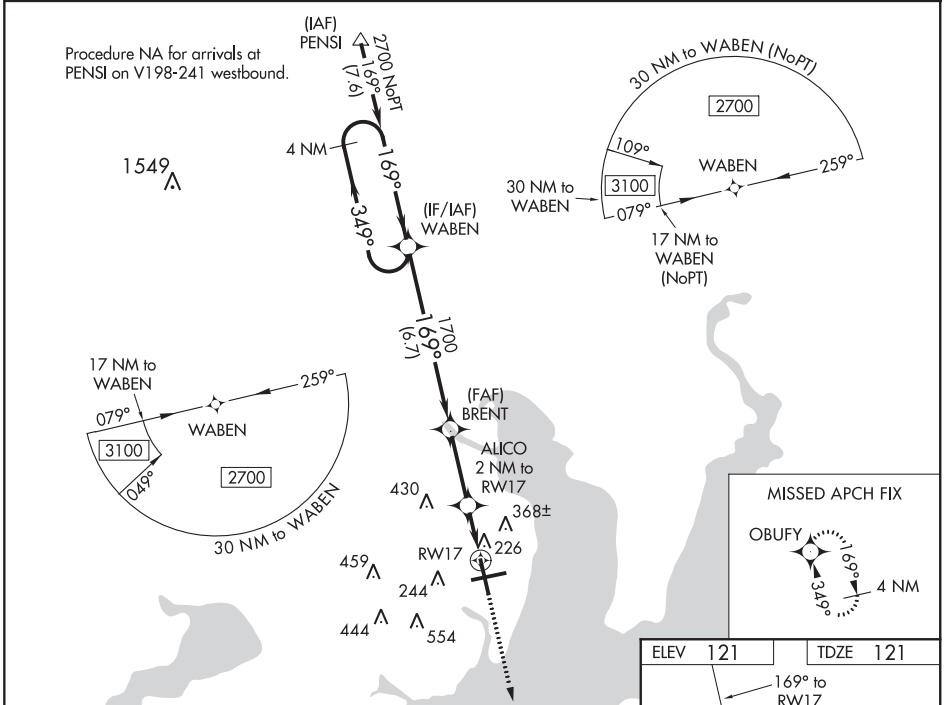 Procedure NA for arrivals at
PENSI on V198-241 westbound.
(IAF)
PENSI
2700 NoPT
169°
(7.6)
4 NM
169°
349°
(IF/IAF)
WABEN
1549
30 NM to WABEN (NoPT)
2700
109°
WABEN
259°
30 NM to
WABEN
3100
079°
17 NM to
WABEN
(NoPT)
1700
169°
(6.7)
17 NM to
WABEN
259°
079°
WABEN
3100
049°
2700
30 NM to WABEN
(FAF)
BRENT
ALICO
2 NM to
RW17
430
368±
226
RW17
459
244
444
554
MISSED APCH FIX
OBUFY
169°
349°
4 NM
ELEV 121
TDZE 121
169° to
RW17